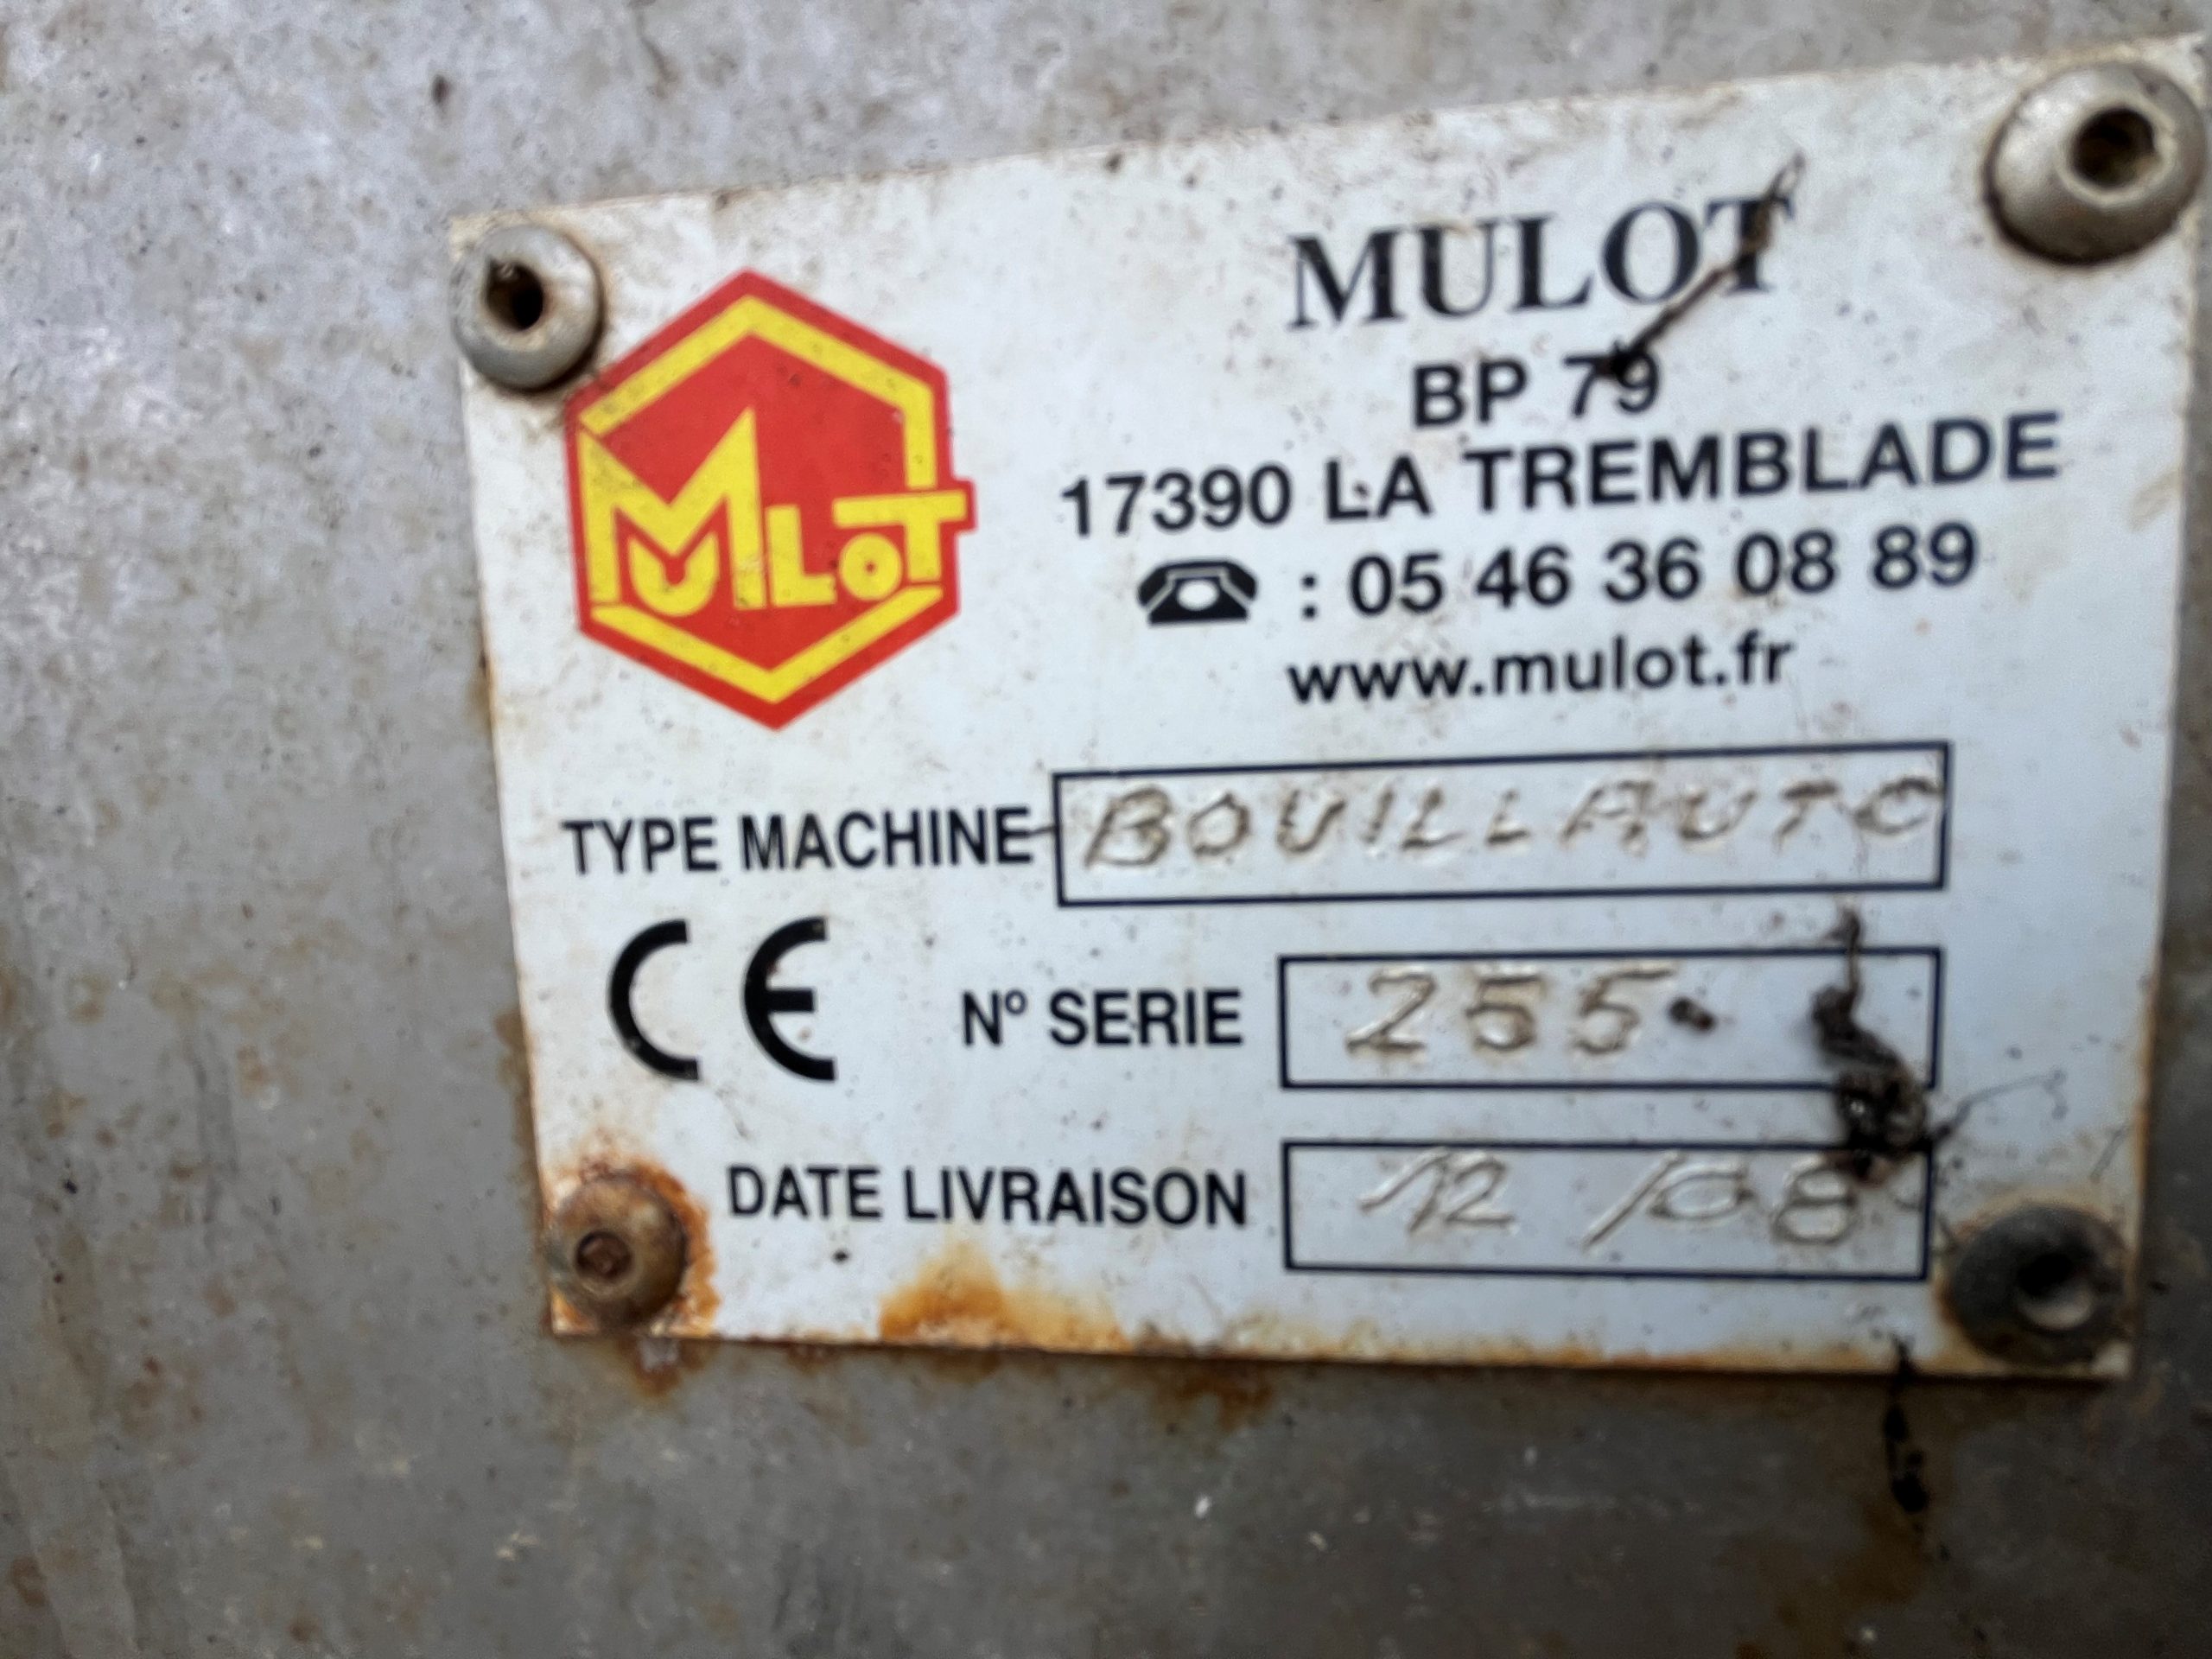 MULOT
MULOT
BP 79
17390 LA TREMBLADE
: 05 46 36 08 89
www.mulot.fr
TYPE MACHINE BOUILLAUTO
CE N° SERIE 255
DATE LIVRAISON 12/08